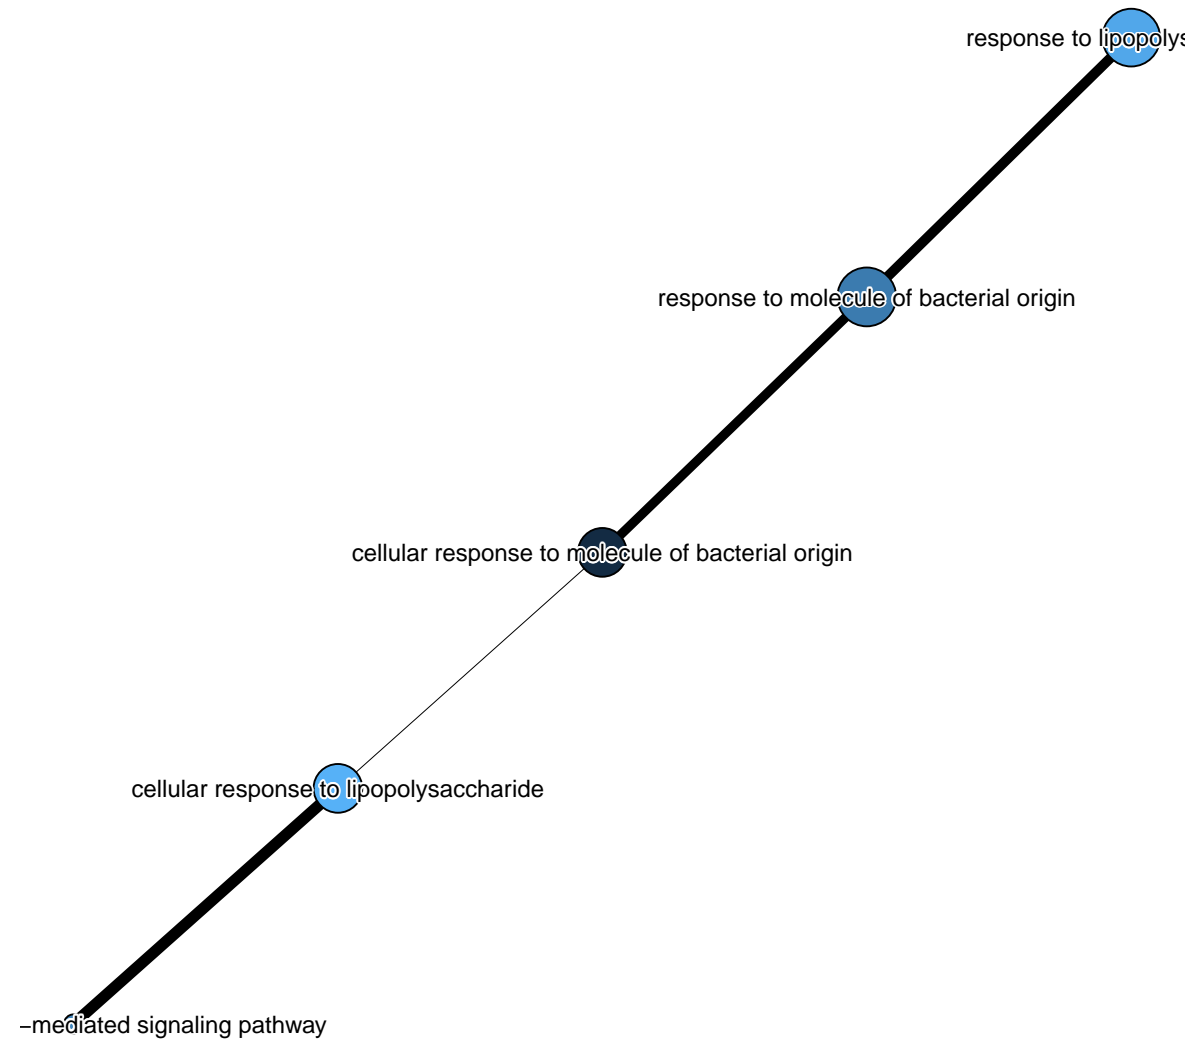 response to lipopolys
response to molecule of bacterial origin
cellular response to molecule of bacterial origin
cellular response to lipopolysaccharide
−mediated signaling pathway